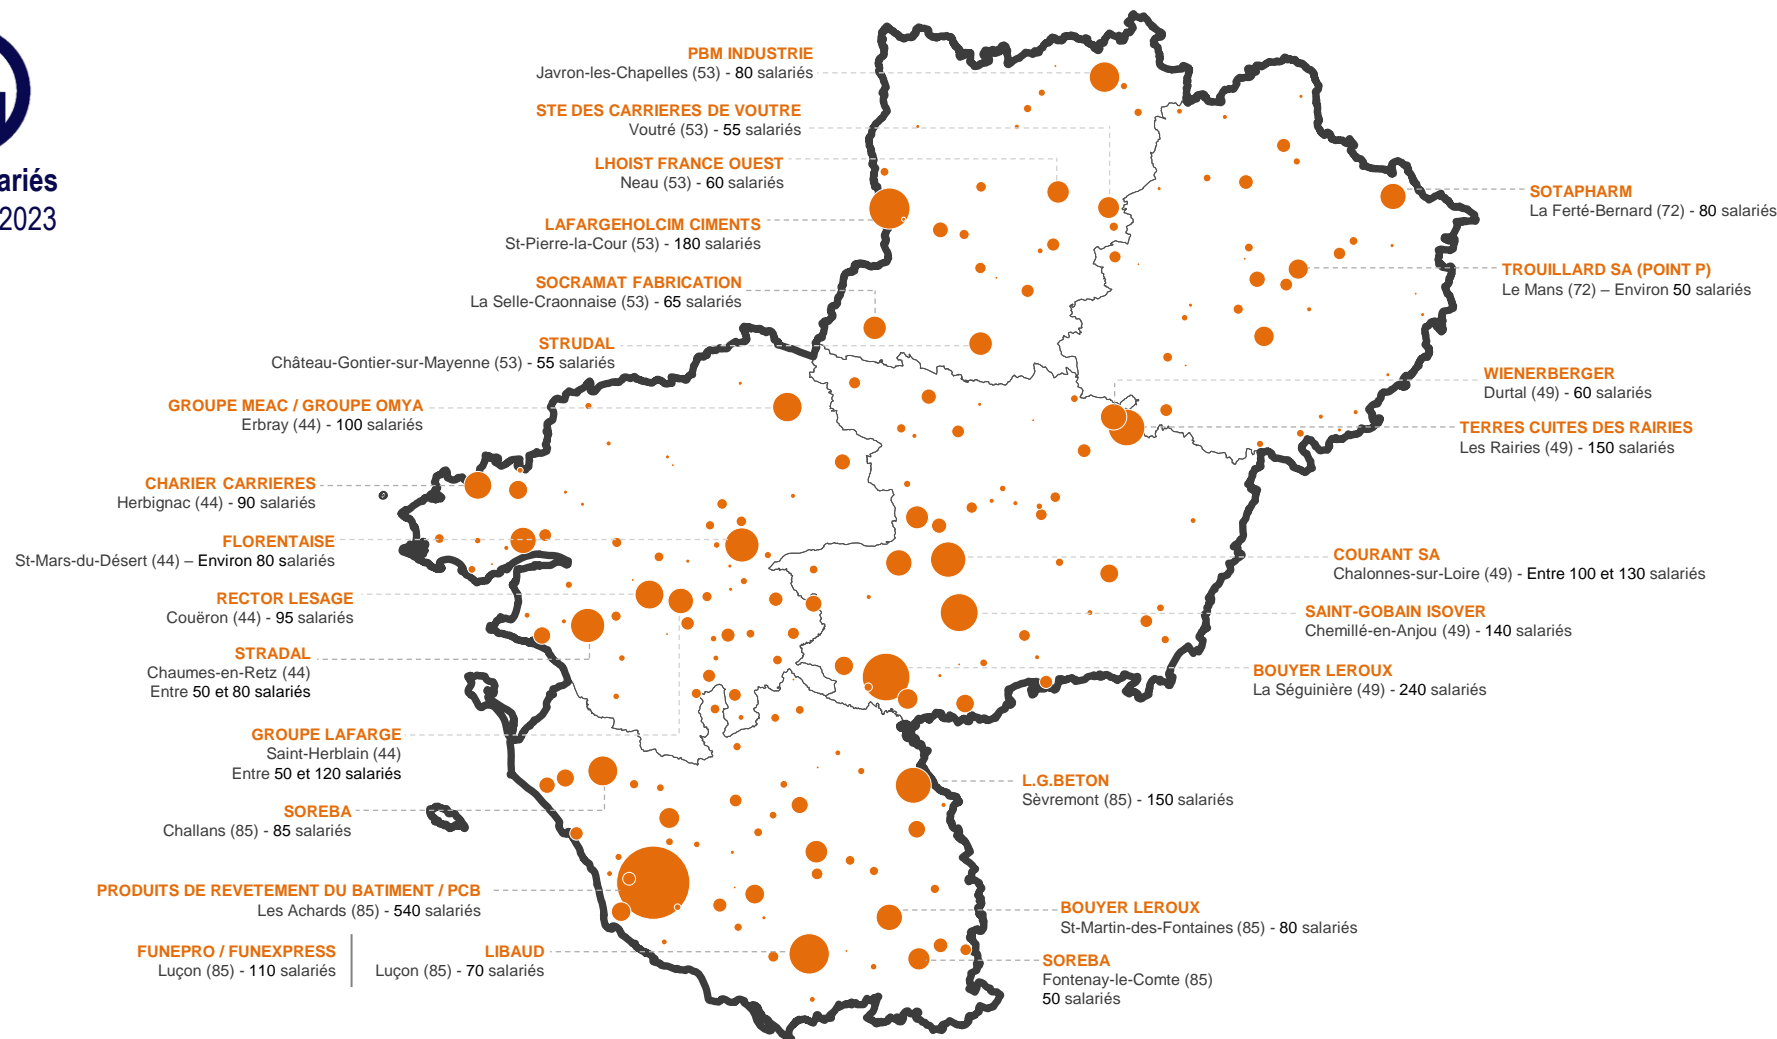 ariés
2023
PBM INDUSTRIE
Javron-les-Chapelles (53) - 80 salariés
STE DES CARRIERES DE VOUTRE
Voutré (53) - 55 salariés
LHOIST FRANCE OUEST
Neau (53) - 60 salariés
LAFARGEHOLCIM CIMENTS
St-Pierre-la-Cour (53) - 180 salariés
SOCRAMAT FABRICATION
La Selle-Craonnaise (53) - 65 salariés
STRUDAL
Château-Gontier-sur-Mayenne (53) - 55 salariés
GROUPE MEAC / GROUPE OMYA
Erbray (44) - 100 salariés
CHARIER CARRIERES
Herbignac (44) - 90 salariés
FLORENTAISE
St-Mars-du-Désert (44) – Environ 80 salariés
RECTOR LESAGE
Couëron (44) - 95 salariés
STRADAL
Chaumes-en-Retz (44)
Entre 50 et 80 salariés
GROUPE LAFARGE
Saint-Herblain (44)
Entre 50 et 120 salariés
SOREBA
Challans (85) - 85 salariés
PRODUITS DE REVETEMENT DU BATIMENT / PCB
Les Achards (85) - 540 salariés
FUNEPRO / FUNEXPRESS
Luçon (85) - 110 salariés
LIBAUD
Luçon (85) - 70 salariés
SOTAPHARM
La Ferté-Bernard (72) - 80 salariés
TROUILLARD SA (POINT P)
Le Mans (72) – Environ 50 salariés
WIENERBERGER
Durtal (49) - 60 salariés
TERRES CUITES DES RAIRIES
Les Rairies (49) - 150 salariés
COURANT SA
Chalonnes-sur-Loire (49) - Entre 100 et 130 salariés
SAINT-GOBAIN ISOVER
Chemillé-en-Anjou (49) - 140 salariés
BOUYER LEROUX
La Séguinière (49) - 240 salariés
L.G.BETON
Sèvremont (85) - 150 salariés
BOUYER LEROUX
St-Martin-des-Fontaines (85) - 80 salariés
SOREBA
Fontenay-le-Comte (85)
50 salariés